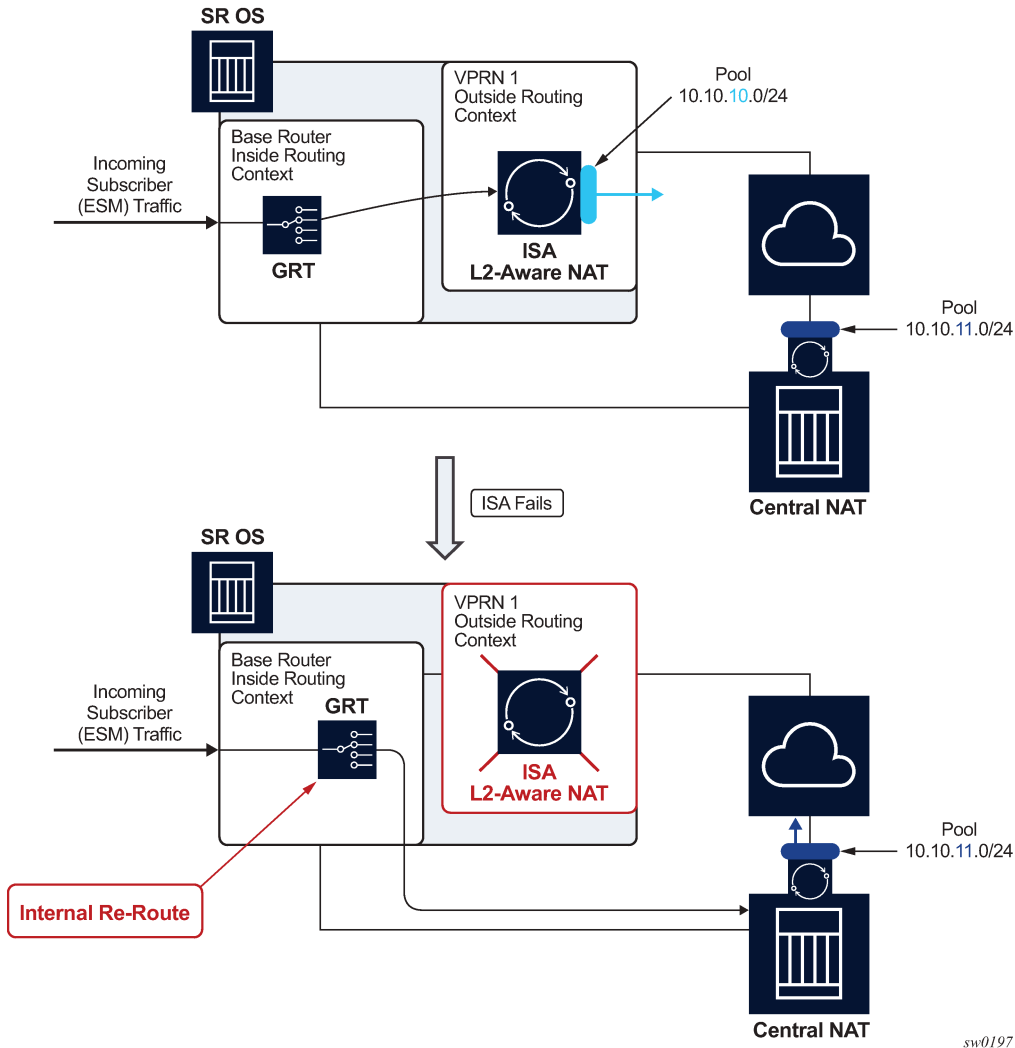 SR OS
VPRN 1
Outside Routing
Context
Pool
10.10.10.0/24
Base Router
Inside Routing
Context
Incoming
Subscriber
(ESM) Traffic
GRT
ISA
L2-Aware NAT
Pool
10.10.11.0/24
Central NAT
ISA Fails
SR OS
VPRN 1
Outside Routing
Context
Base Router
Inside Routing
Context
Incoming
Subscriber
(ESM) Traffic
GRT
ISA
L2-Aware NAT
Pool
10.10.11.0/24
Internal Re-Route
Central NAT
sw0197